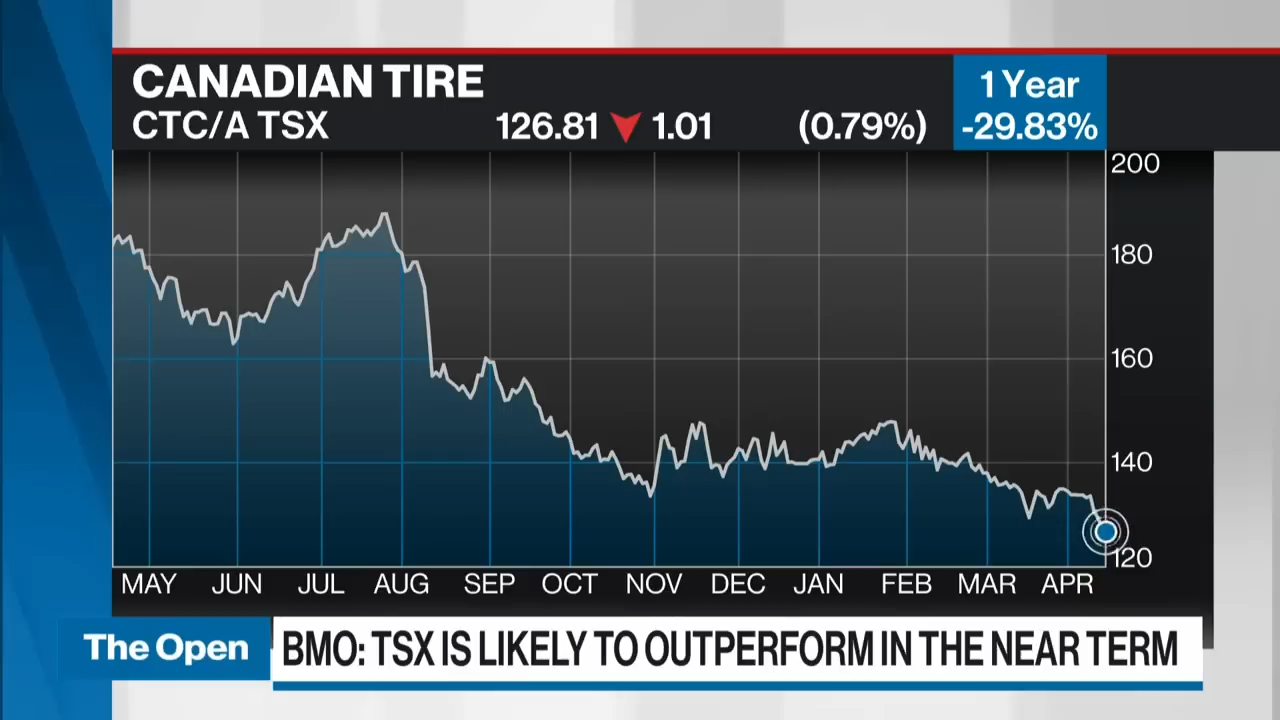 CANADIAN TIRE
CTC/A TSX 126.81 1.01 (0.79%)
1 Year
-29.83%
200
180
160
140
120
MAY JUN JUL AUG SEP OCT NOV DEC JAN FEB MAR APR
The Open
BMO: TSX IS LIKELY TO OUTPERFORM IN THE NEAR TERM